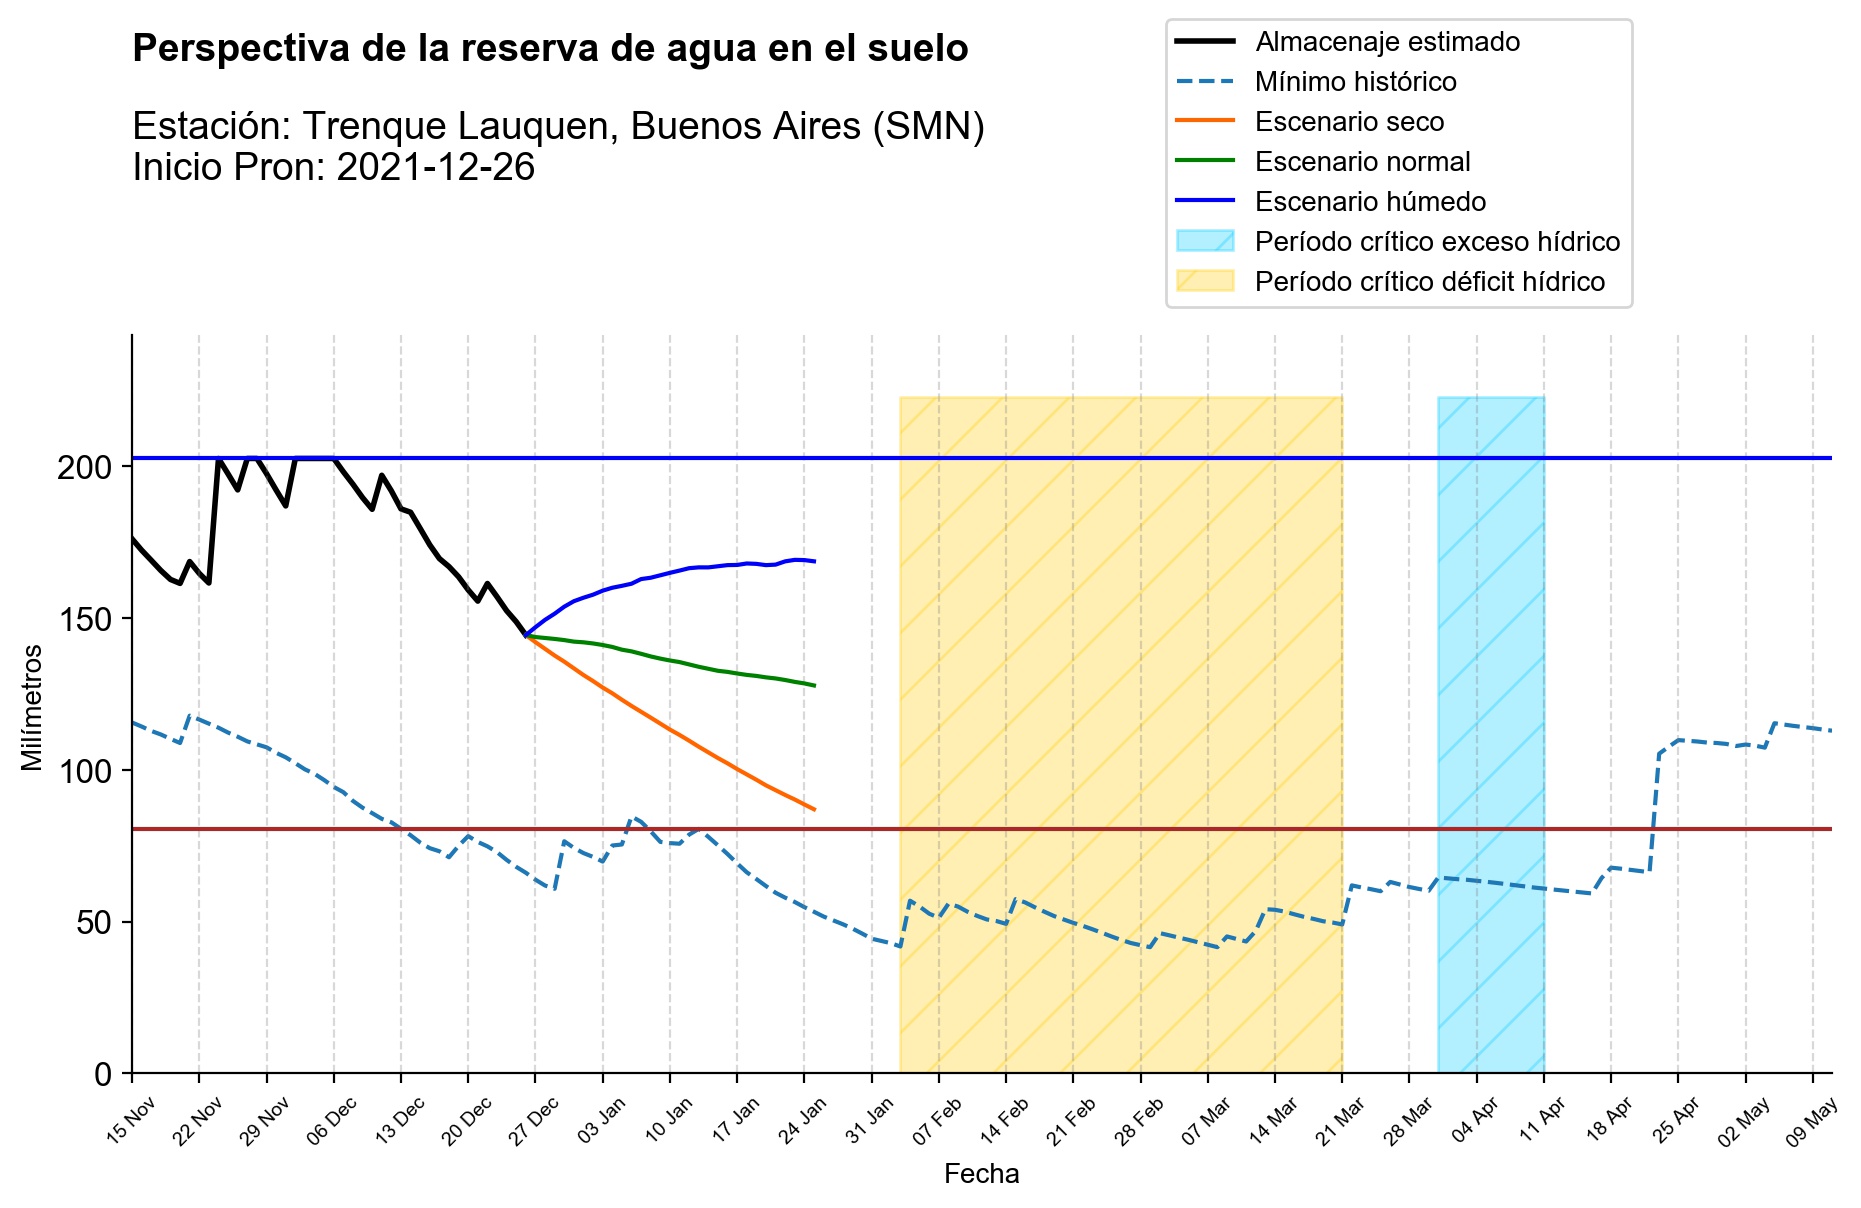 Perspectiva de la reserva de agua en el suelo
Estación: Trenque Lauquen, Buenos Aires (SMN)
Inicio Pron: 2021-12-26
Almacenaje estimado
Mínimo histórico
Escenario seco
Escenario normal
Escenario húmedo
Período crítico exceso hídrico
Período crítico déficit hídrico
Milímetros
200
150
100
50
0
15 Nov
22 Nov
29 Nov
06 Dec
13 Dec
20 Dec
27 Dec
03 Jan
10 Jan
17 Jan
24 Jan
31 Jan
07 Feb
14 Feb
21 Feb
28 Feb
07 Mar
14 Mar
21 Mar
28 Mar
04 Apr
11 Apr
18 Apr
25 Apr
02 May
09 May
Fecha